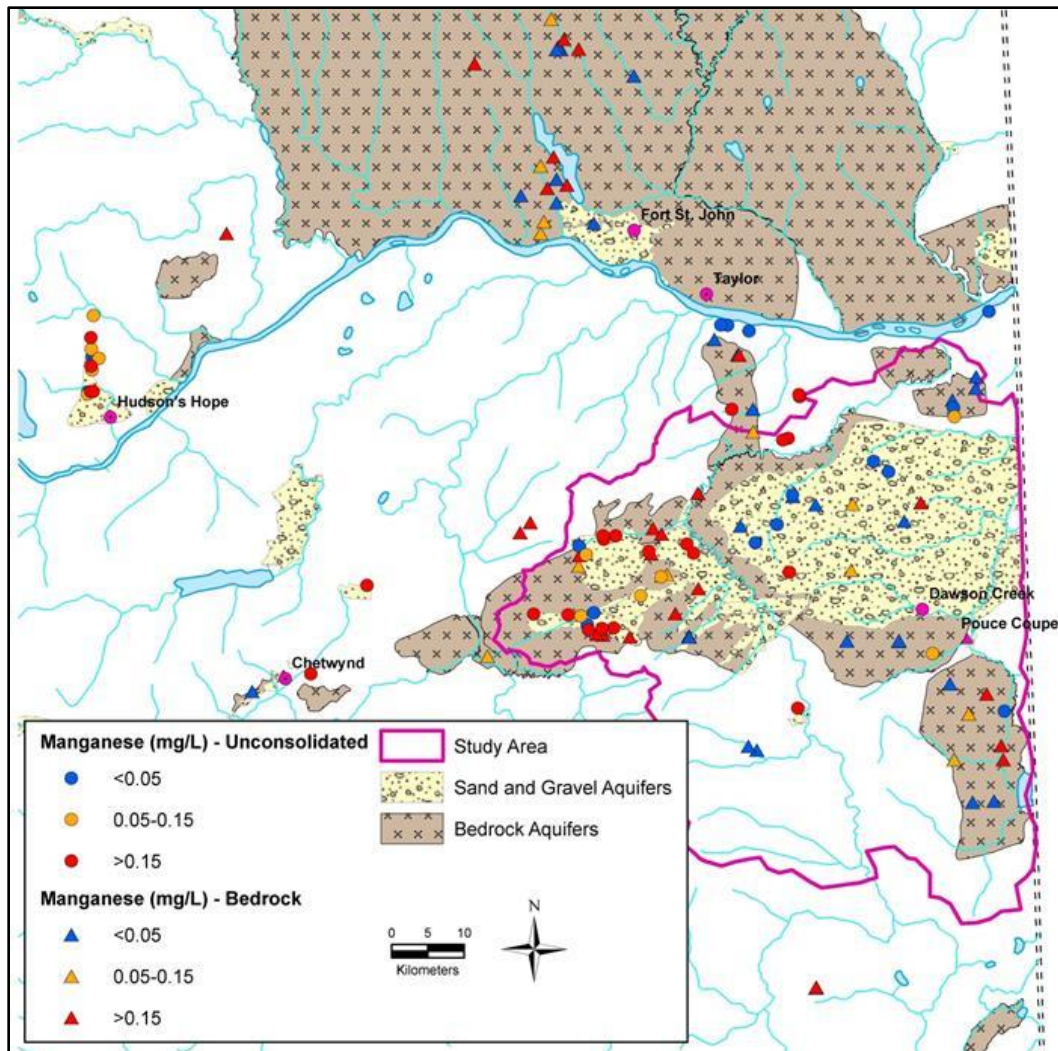 Fort St. John
Taylor
Hudson's Hope
Dawson Creek
Pouce Coupe
Chetwynd
Manganese (mg/L) - Unconsolidated
<0.05
0.05-0.15
>0.15
Manganese (mg/L) - Bedrock
<0.05
0.05-0.15
>0.15
Study Area
Sand and Gravel Aquifers
Bedrock Aquifers
N
0 5 10
Kilometers